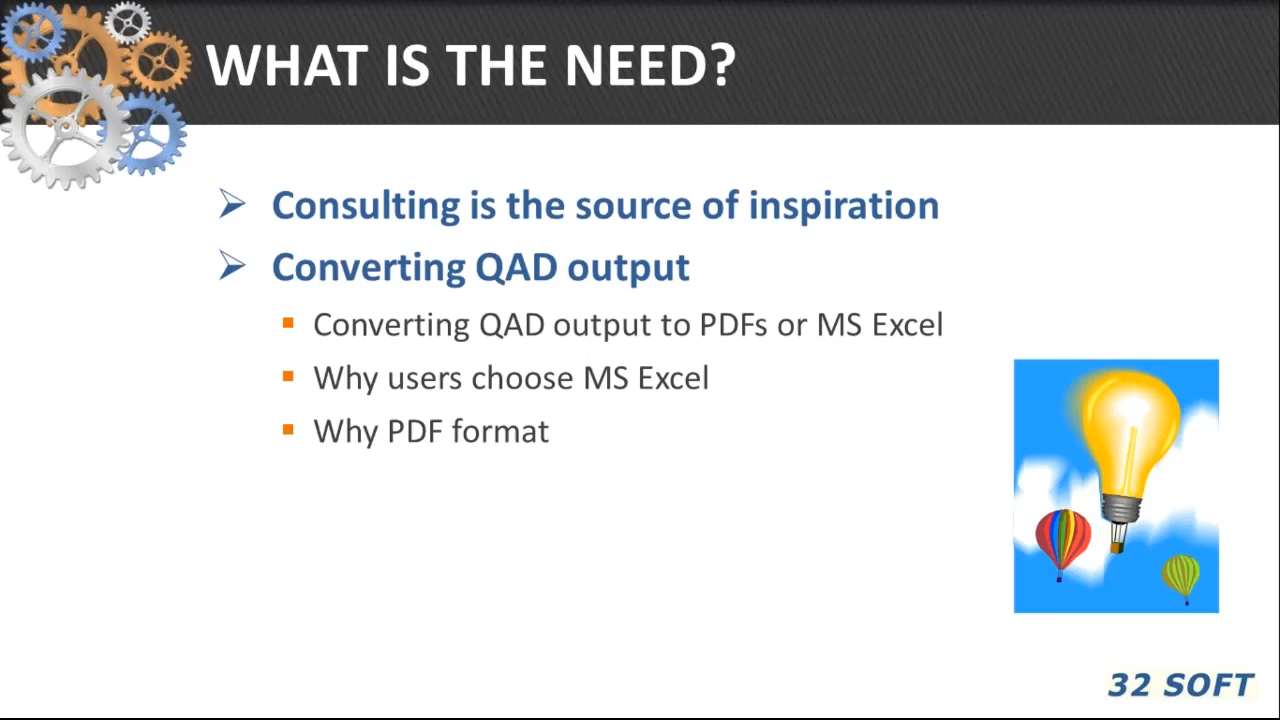 WHAT IS THE NEED?
Consulting is the source of inspiration
Converting QAD output
Converting QAD output to PDFs or MS Excel
Why users choose MS Excel
Why PDF format
32 SOFT